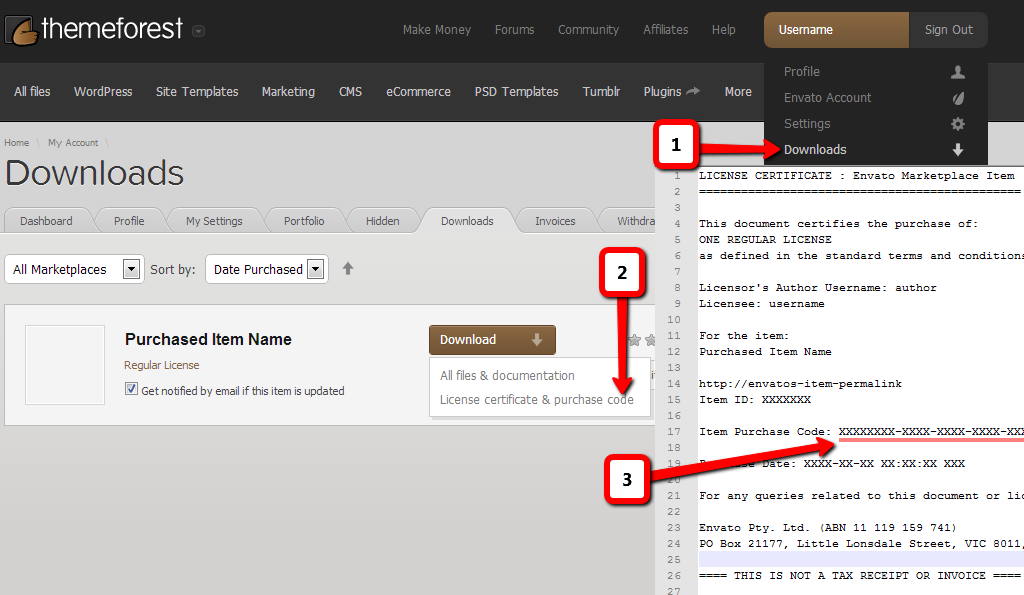 themeforest
Make Money Forums Community Affiliates Help Username Sign Out
All files WordPress Site Templates Marketing CMS eCommerce PSD Templates Tumblr Plugins More
Profile
Envato Account
Settings
Downloads
1
Home \ My Account \
Downloads
Dashboard Profile My Settings Portfolio Hidden Downloads Invoices Withdra
All Marketplaces Sort by: Date Purchased
2
Purchased Item Name
Regular License
Get notified by email if this item is updated
Download
All files & documentation
License certificate & purchase code
3
1 LICENSE CERTIFICATE : Envato Marketplace Item
2 ==============================================
3
4 This document certifies the purchase of:
5 ONE REGULAR LICENSE
6 as defined in the standard terms and conditions
7
8 Licensor's Author Username: author
9 Licensee: username
10
11 For the item:
12 Purchased Item Name
13
14 http://envatos-item-permalink
15 Item ID: XXXXXXX
16
17 Item Purchase Code: XXXXXXXX-XXXX-XXXX-XXXX-XXX
18
19 Purchase Date: XXXX-XX-XX XX:XX:XX XXX
20
21 For any queries related to this document or lic
22
23 Envato Pty. Ltd. (ABN 11 119 159 741)
24 PO Box 21177, Little Lonsdale Street, VIC 8011,
25
26 ==== THIS IS NOT A TAX RECEIPT OR INVOICE ====
27